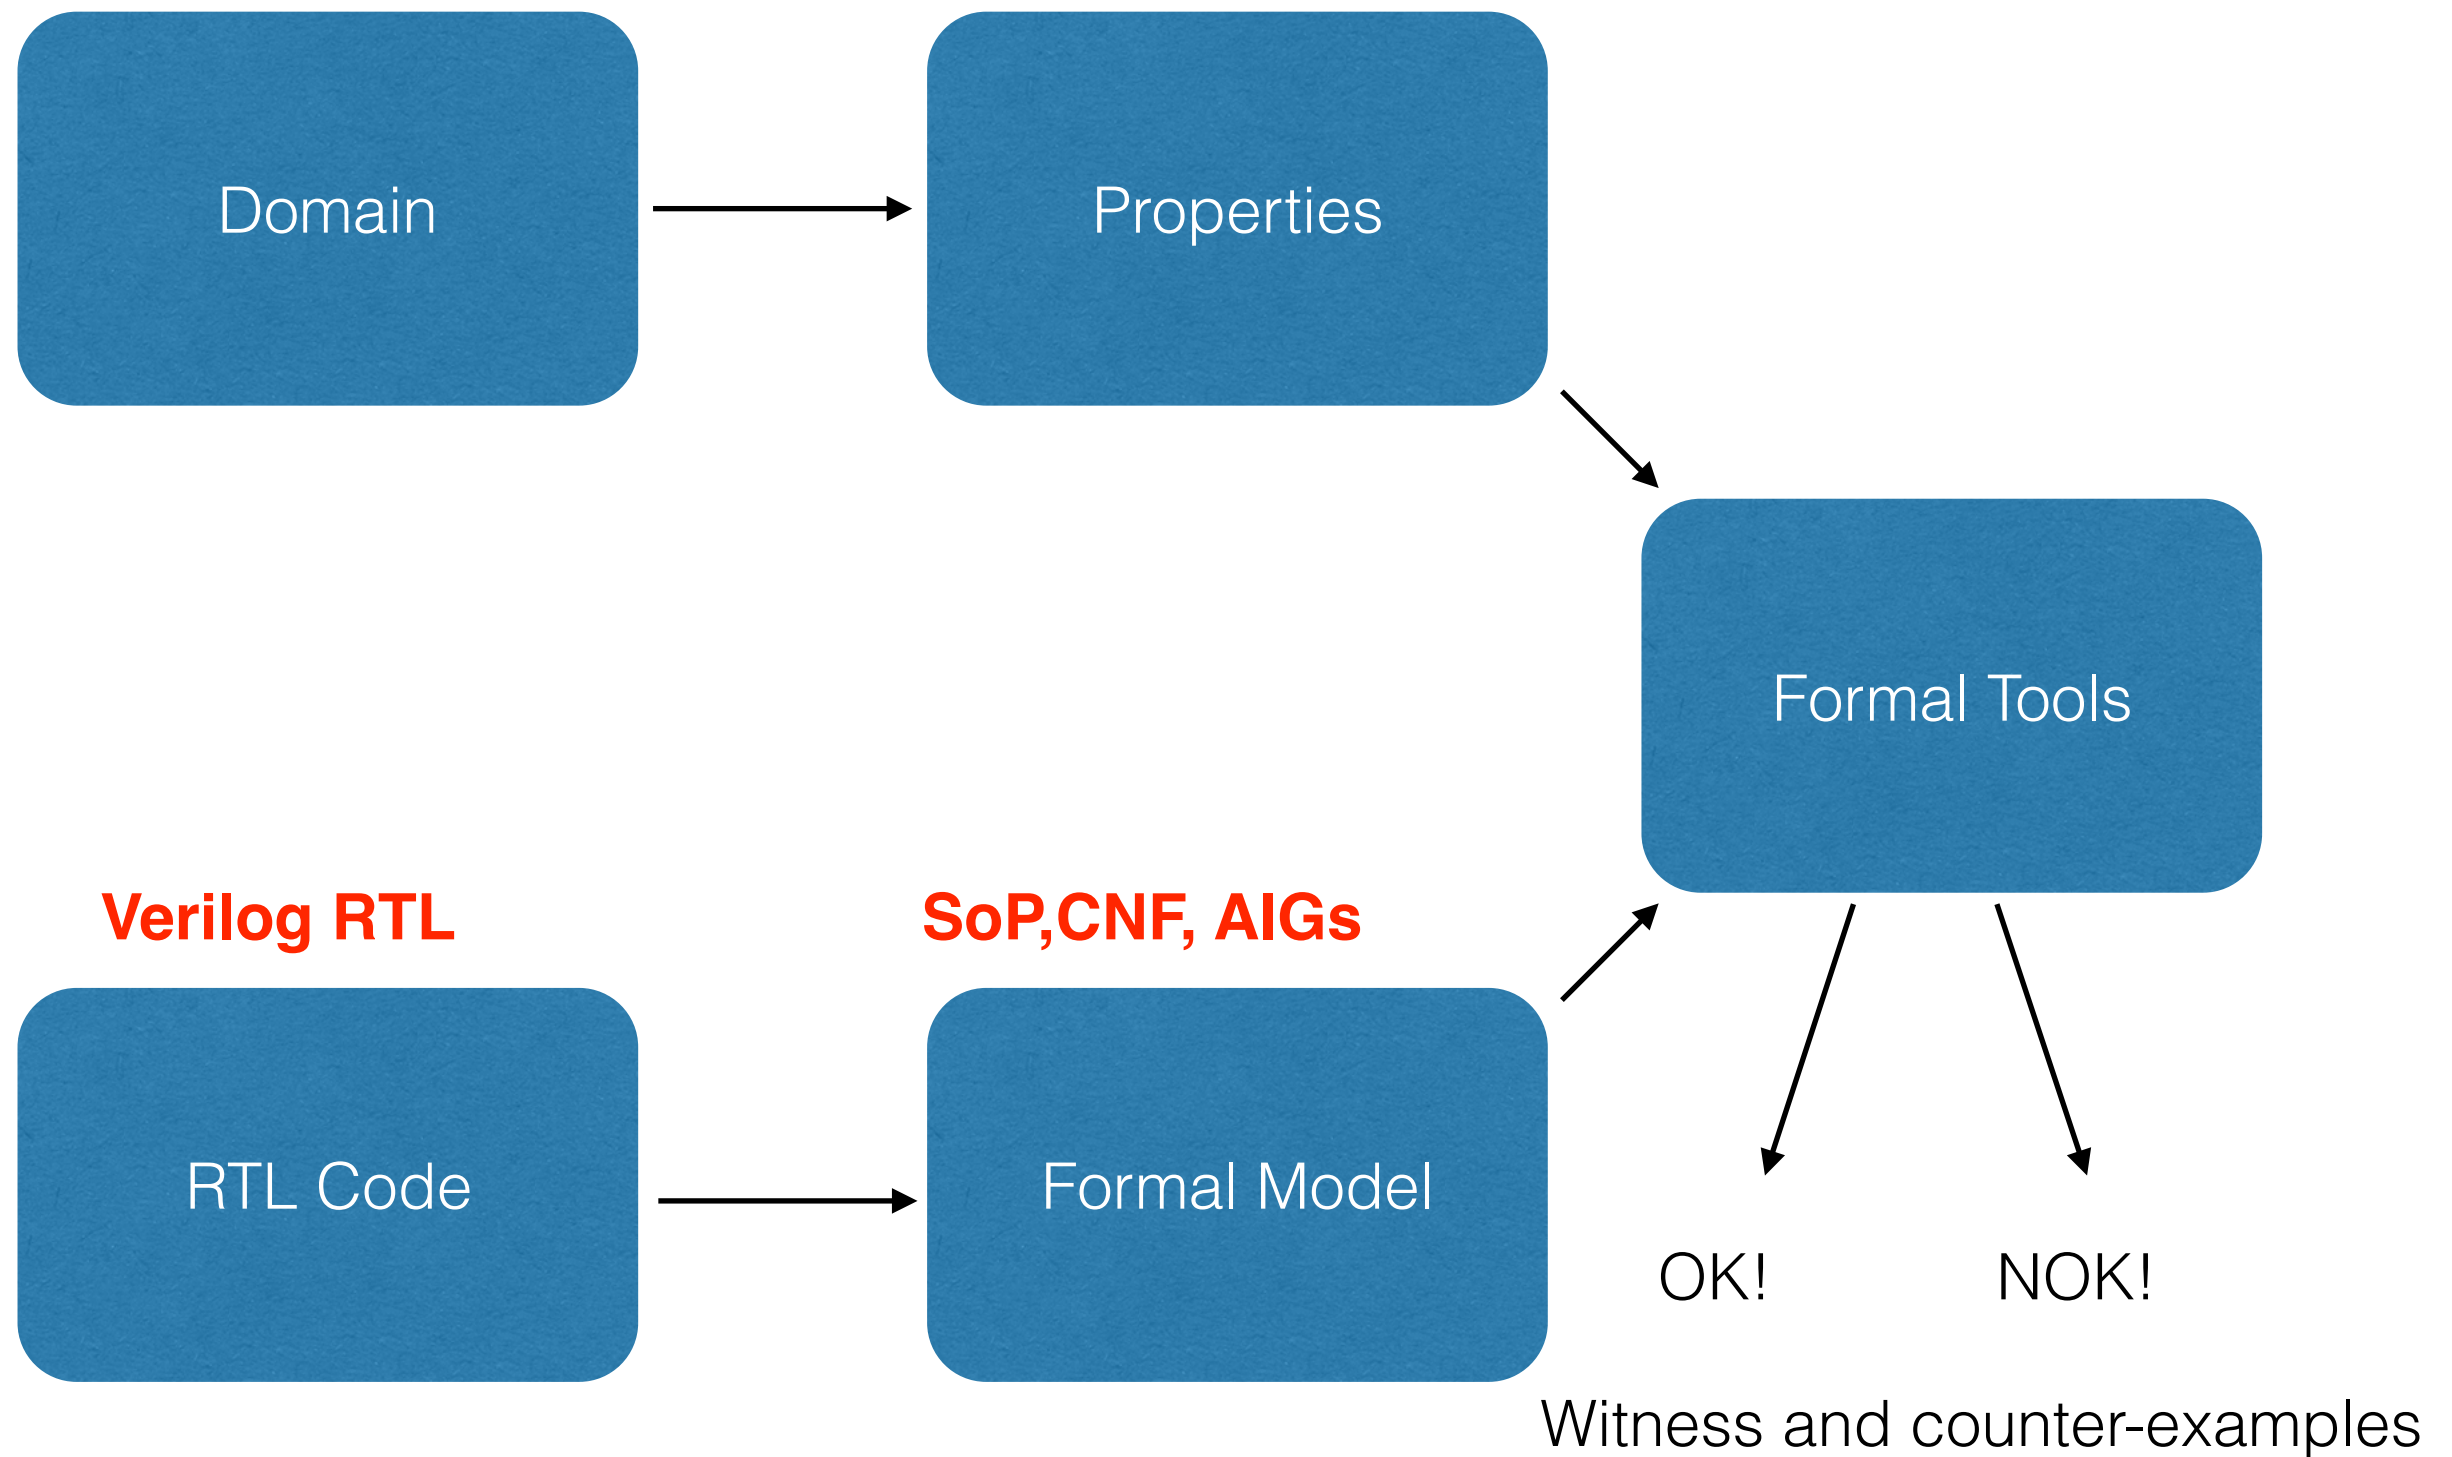 Domain
Properties
Formal Tools
Verilog RTL
SoP,CNF, AIGs
RTL Code
Formal Model
OK!
NOK!
Witness and counter-examples